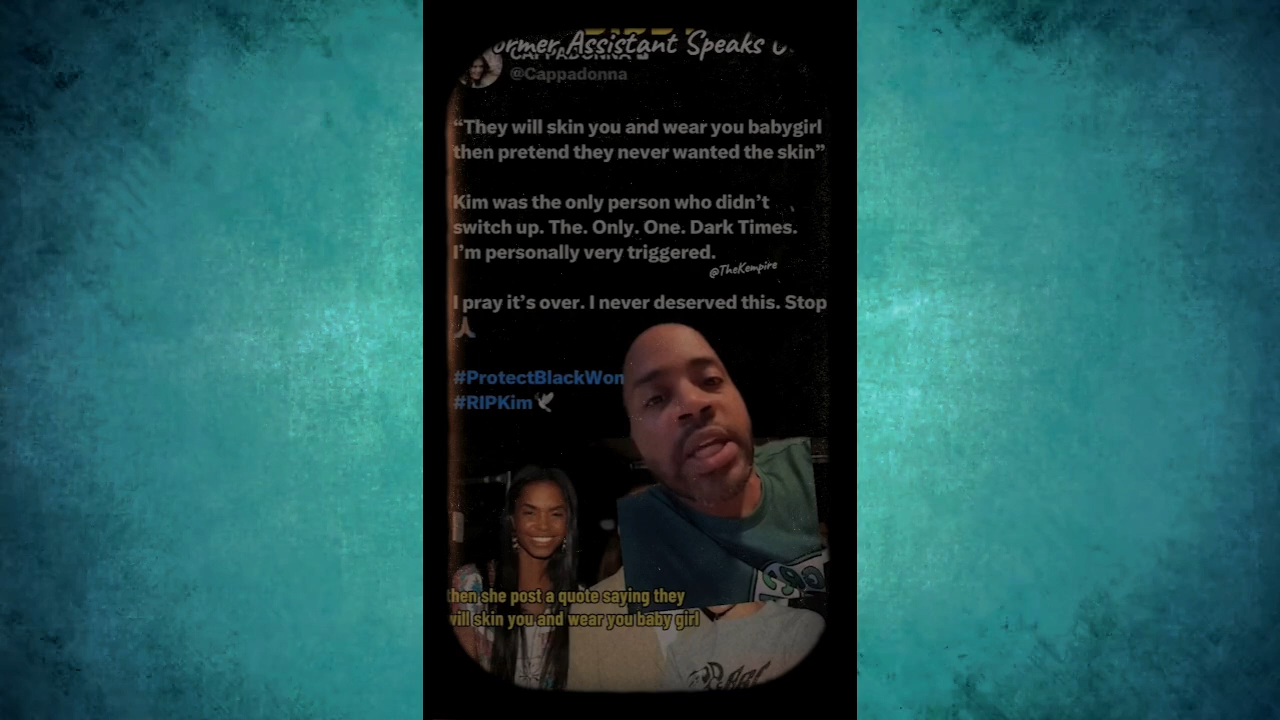 ormer Assistant Speaks
CAPPADONNA
@Cappadonna
“They will skin you and wear you babygirl
then pretend they never wanted the skin”
Kim was the only person who didn’t
switch up. The. Only. One. Dark Times.
I’m personally very triggered.
@TheKempire
I pray it’s over. I never deserved this. Stop
#ProtectBlackWom
#RIPKim
then she post a quote saying they
will skin you and wear you baby girl